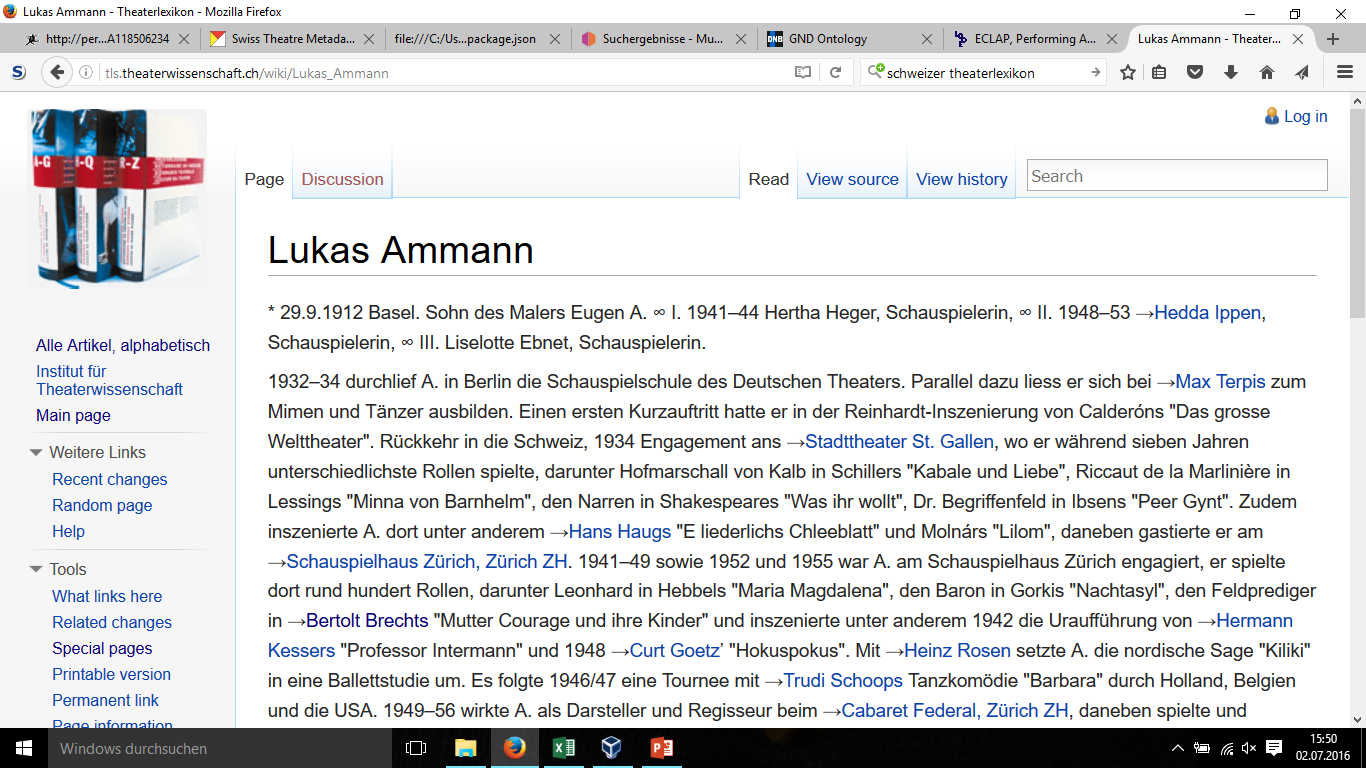 Lukas Ammann - Theaterlexikon - Mozilla Firefox
http://per...A118506234
Swiss Theatre Metada...
file:///C:/Us...package.json
Suchergebnisse - Mu...
DNB GND Ontology
ECLAP, Performing A...
Lukas Ammann - Theater...
S
tls.theaterwissenschaft.ch/wiki/Lukas_Ammann
schweizer theaterlexikon
Log in
A-G
R-Z
Page
Discussion
Read
View source
View history
Search
Lukas Ammann
* 29.9.1912 Basel. Sohn des Malers Eugen A. ∞ I. 1941–44 Hertha Heger, Schauspielerin, ∞ II. 1948–53 →Hedda Ippen,
Schauspielerin, ∞ III. Liselotte Ebnet, Schauspielerin.
1932–34 durchlief A. in Berlin die Schauspielschule des Deutschen Theaters. Parallel dazu liess er sich bei →Max Terpis zum
Mimen und Tänzer ausbilden. Einen ersten Kurzauftritt hatte er in der Reinhardt-Inszenierung von Calderóns "Das grosse
Welttheater". Rückkehr in die Schweiz, 1934 Engagement ans →Stadttheater St. Gallen, wo er während sieben Jahren
unterschiedlichste Rollen spielte, darunter Hofmarschall von Kalb in Schillers "Kabale und Liebe", Riccaut de la Marlinière in
Lessings "Minna von Barnhelm", den Narren in Shakespeares "Was ihr wollt", Dr. Begriffenfeld in Ibsens "Peer Gynt". Zudem
inszenierte A. dort unter anderem →Hans Haugs "E liederlichs Chleeblatt" und Molnárs "Lilom", daneben gastierte er am
→Schauspielhaus Zürich, Zürich ZH. 1941–49 sowie 1952 und 1955 war A. am Schauspielhaus Zürich engagiert, er spielte
dort rund hundert Rollen, darunter Leonhard in Hebbels "Maria Magdalena", den Baron in Gorkis "Nachtasyl", den Feldprediger
in →Bertolt Brechts "Mutter Courage und ihre Kinder" und inszenierte unter anderem 1942 die Uraufführung von →Hermann
Kessers "Professor Intermann" und 1948 →Curt Goetz’ "Hokuspokus". Mit →Heinz Rosen setzte A. die nordische Sage "Kiliki"
in eine Ballettstudie um. Es folgte 1946/47 eine Tournee mit →Trudi Schoops Tanzkomödie "Barbara" durch Holland, Belgien
und die USA. 1949–56 wirkte A. als Darsteller und Regisseur beim →Cabaret Federal, Zürich ZH, daneben spielte und
Alle Artikel, alphabetisch
Institut für
Theaterwissenschaft
Main page
Weitere Links
Recent changes
Random page
Help
Tools
What links here
Related changes
Special pages
Printable version
Permanent link
Page information
Windows durchsuchen
15:50
02.07.2016